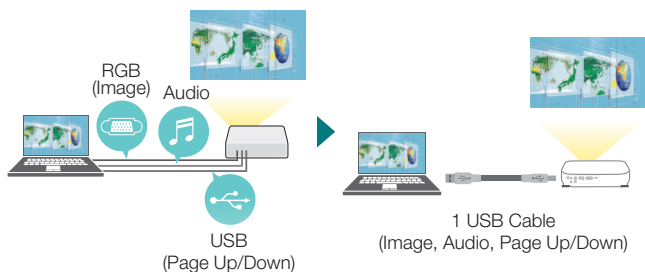 RGB
(Image)
Audio
USB
(Page Up/Down)
1 USB Cable
(Image, Audio, Page Up/Down)